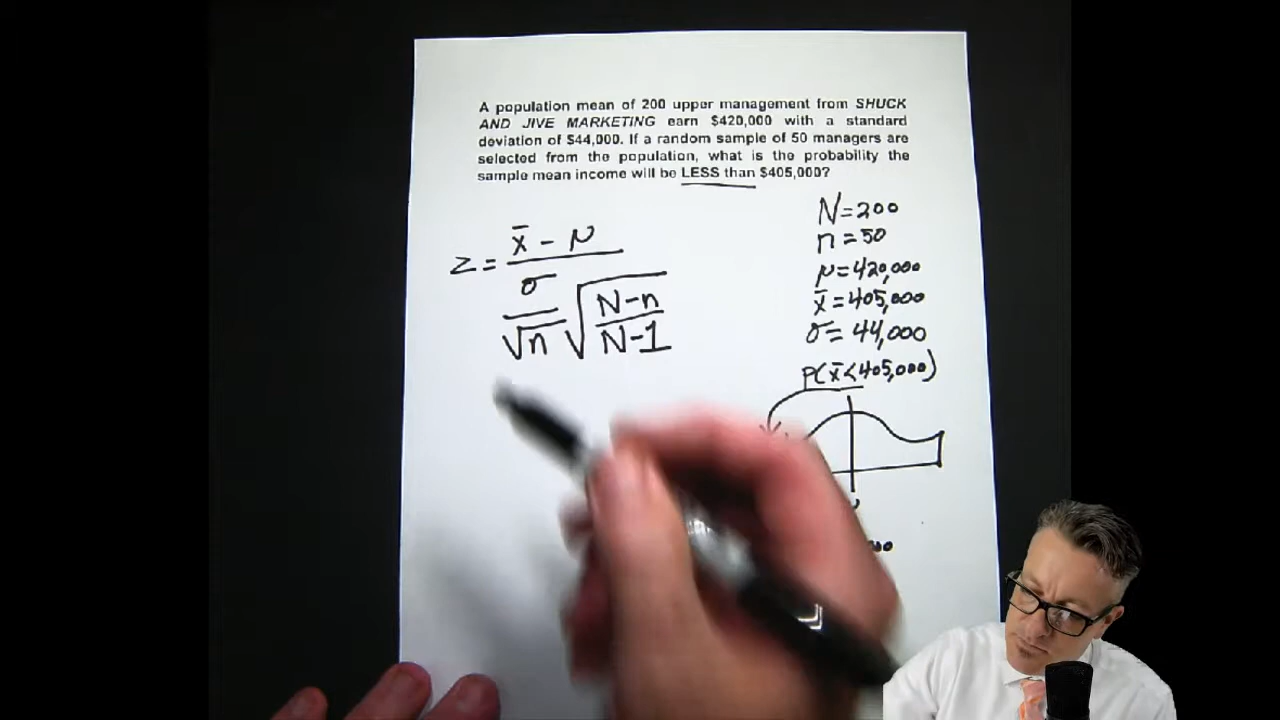 A population mean of 200 upper management from SHUCK
AND JIVE MARKETING earn $420,000 with a standard
deviation of $44,000. If a random sample of 50 managers are
selected from the population, what is the probability the
sample mean income will be LESS than $405,000?
N=200
n=50
μ=420,000
x̄=405,000
σ=44,000
P(x̄<405,000)
z = x̄ - μ
σ
√n √ N-n
N-1